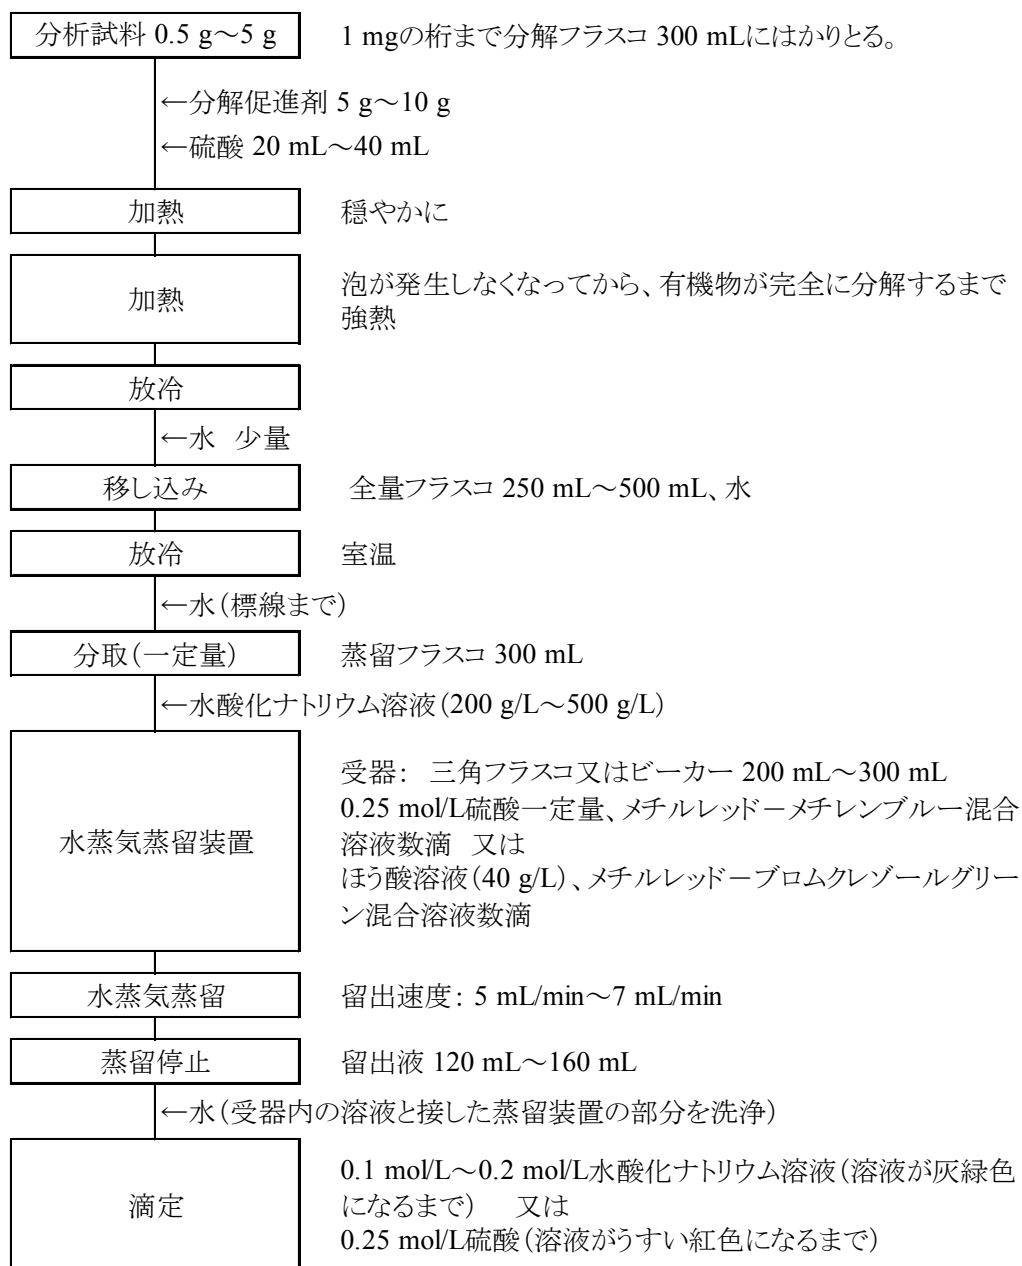 分析試料 0.5 g~5 g
1 mgの桁まで分解フラスコ 300 mLにはかりとる。
←分解促進剤 5 g~10 g
←硫酸 20 mL~40 mL
加熱
穏やかに
加熱
泡が発生しなくなってから、有機物が完全に分解するまで
強熱
放冷
←水 少量
移し込み
全量フラスコ 250 mL~500 mL、水
放冷
室温
←水(標線まで)
分取(一定量)
蒸留フラスコ 300 mL
←水酸化ナトリウム溶液(200 g/L~500 g/L)
水蒸気蒸留装置
受器: 三角フラスコ又はビーカー 200 mL~300 mL
0.25 mol/L硫酸一定量、メチルレッド-メチレンブルー混合
溶液数滴 又は
ほう酸溶液(40 g/L)、メチルレッド-ブロムクレゾールグリー
ン混合溶液数滴
水蒸気蒸留
留出速度: 5 mL/min~7 mL/min
蒸留停止
留出液 120 mL~160 mL
←水(受器内の溶液と接した蒸留装置の部分を洗浄)
滴定
0.1 mol/L~0.2 mol/L水酸化ナトリウム溶液(溶液が灰緑色
になるまで) 又は
0.25 mol/L硫酸(溶液がうすい紅色になるまで)